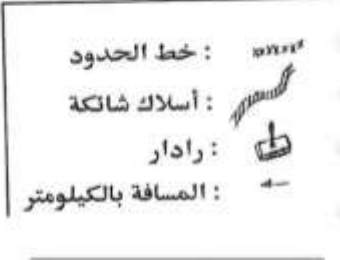 : خط الحدود
: أسلاك شائكة
: رادار
: المسافة بالكيلومتر